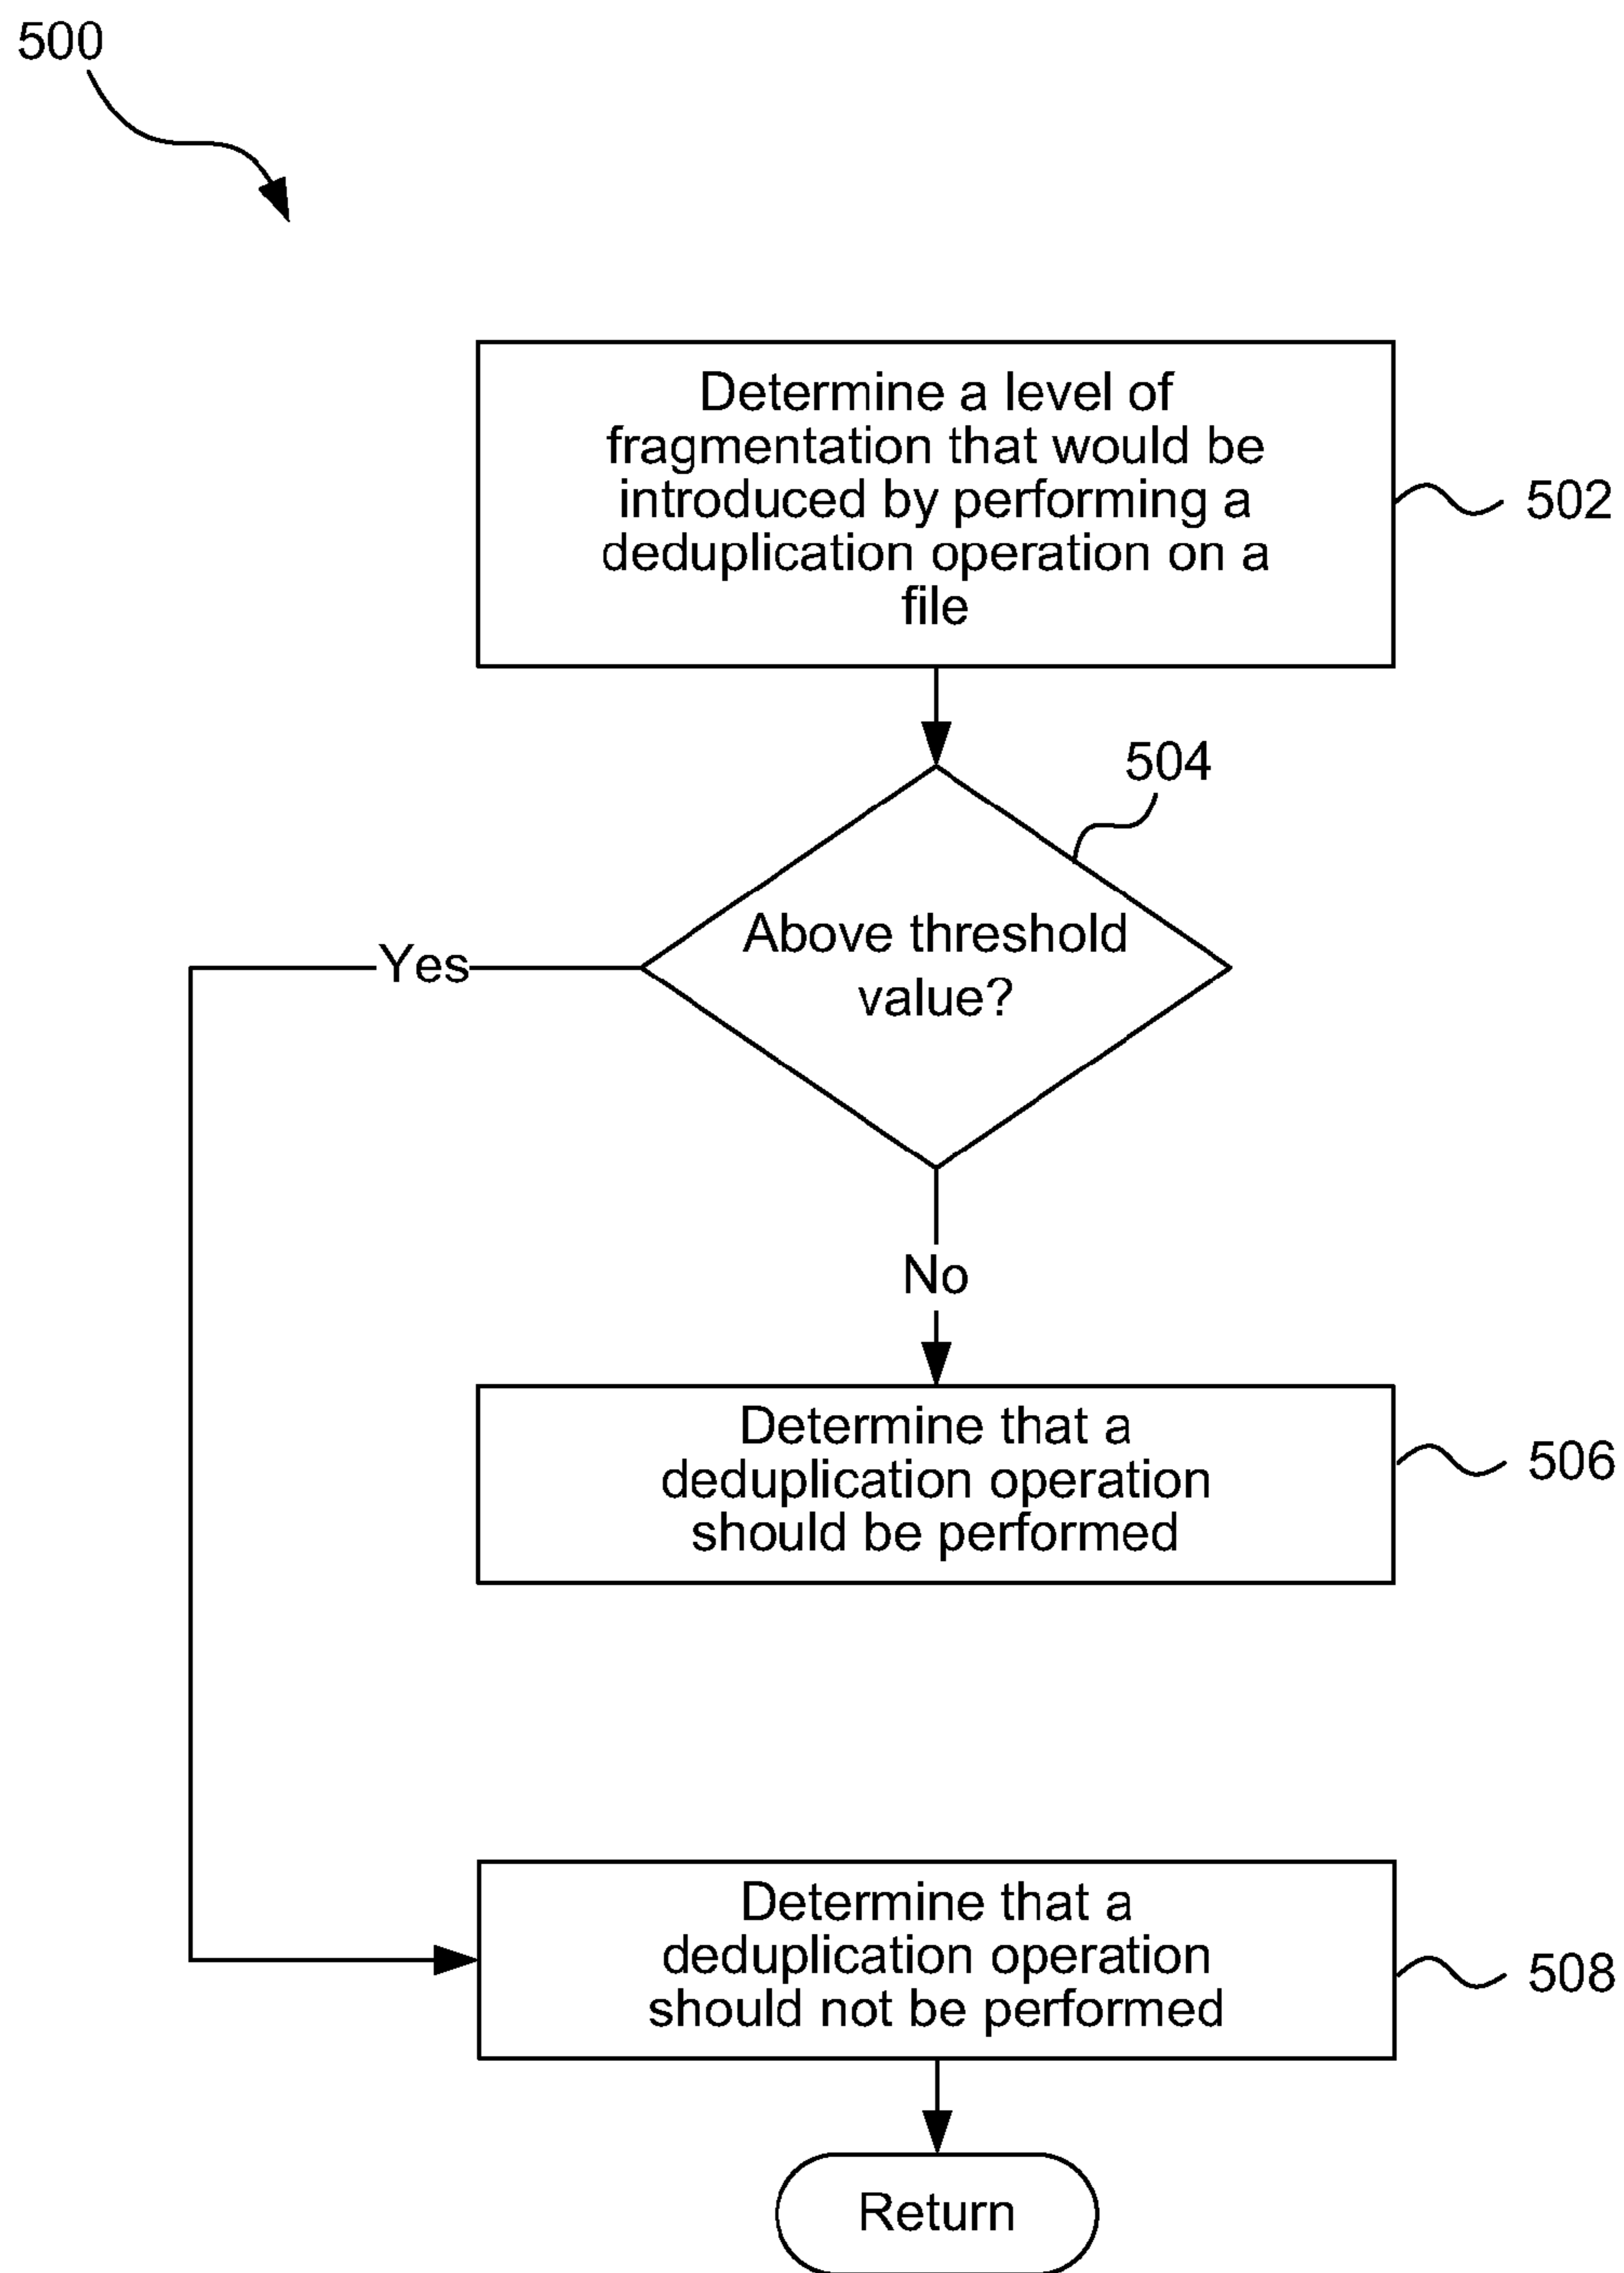 500
Determine a level of
fragmentation that would be
introduced by performing a
deduplication operation on a
file
502
504
Above threshold
value?
Yes
No
Determine that a
deduplication operation
should be performed
506
Determine that a
deduplication operation
should not be performed
508
Return